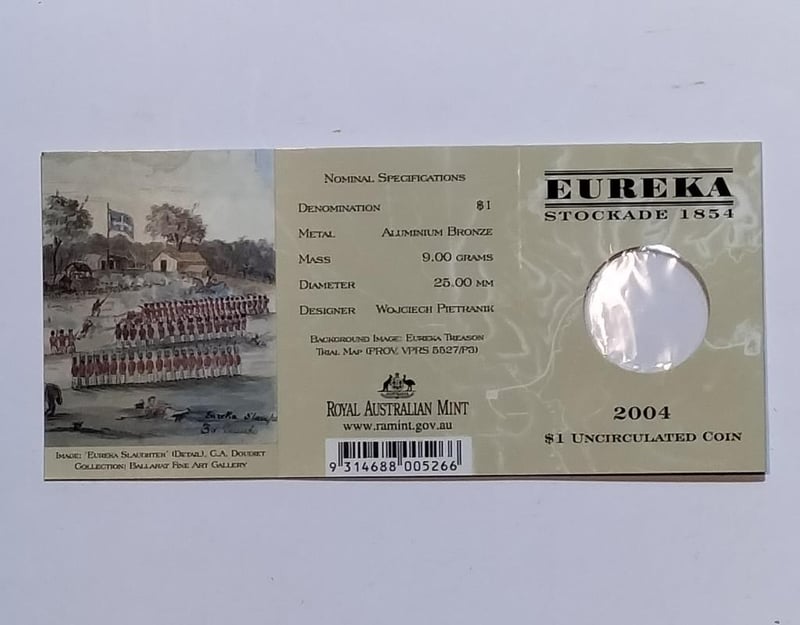 Eureka Slaughter
IMAGE: 'EUREKA SLAUGHTER' (DETAIL), C.A. DOUDIET
COLLECTION: BALLARAT FINE ART GALLERY
NOMINAL SPECIFICATIONS
DENOMINATION $1
METAL ALUMINIUM BRONZE
MASS 9.00 GRAMS
DIAMETER 25.00 MM
DESIGNER WOJCIECH PIETRANIK
BACKGROUND IMAGE: EUREKA TREASON
TRIAL MAP (PROV, VPRS 5527/P3)
ROYAL AUSTRALIAN MINT
www.ramint.gov.au
9 314688 005266
EUREKA
STOCKADE 1854
2004
$1 UNCIRCULATED COIN